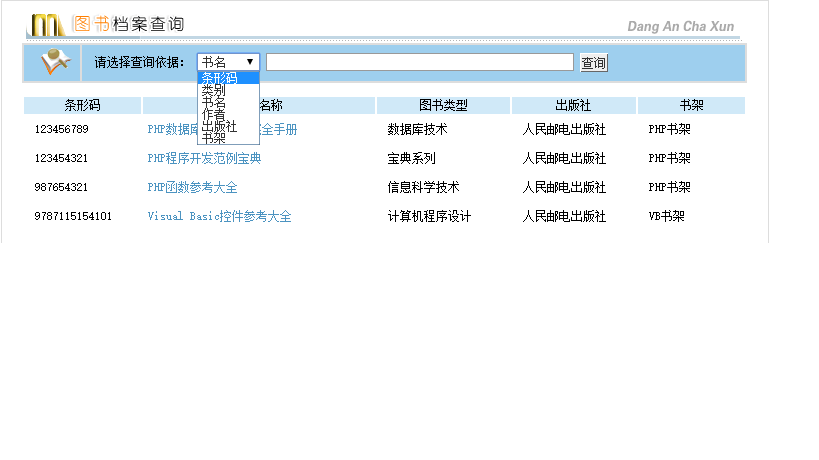 图书档案查询
Dang An Cha Xun
请选择查询依据: 书名 查询
条形码
类别
书名
作者
出版社
书架
条形码 名称 图书类型 出版社 书架
123456789 PHP数据库 全手册 数据库技术 人民邮电出版社 PHP书架
123454321 PHP程序开发范例宝典 宝典系列 人民邮电出版社 PHP书架
987654321 PHP函数参考大全 信息科学技术 人民邮电出版社 PHP书架
9787115154101 Visual Basic控件参考大全 计算机程序设计 人民邮电出版社 VB书架